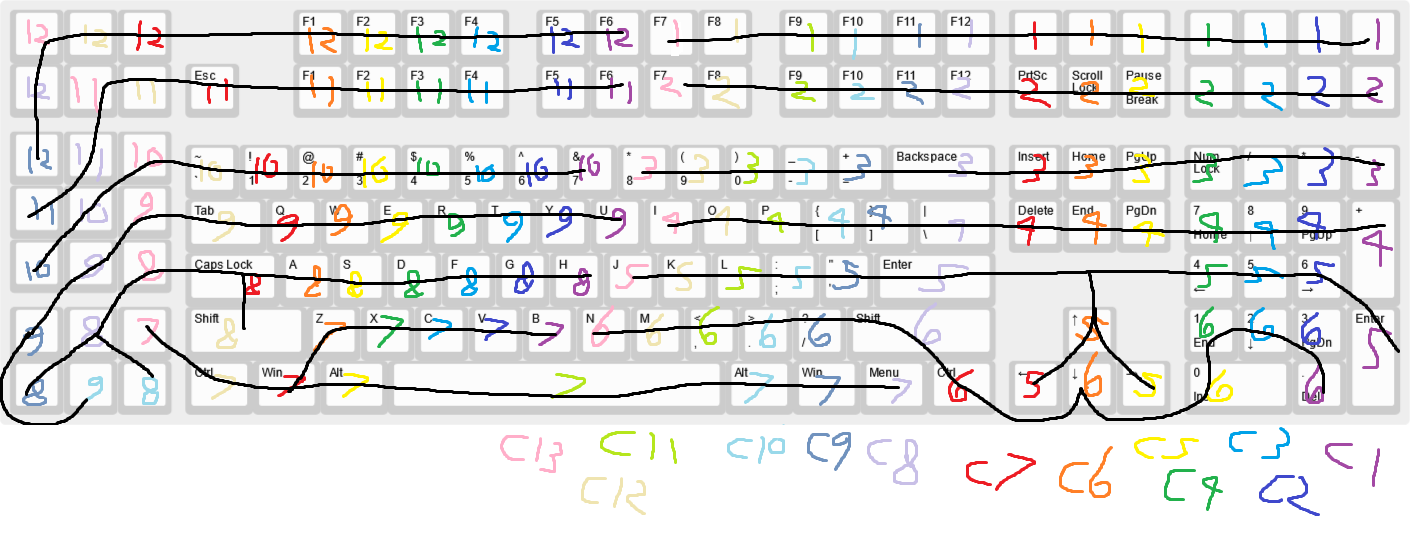 12 12 12 F1 12 F2 12 F3 12 F4 12 F5 12 F6 12 F7 1 F8 1 F9 1 F10 1 F11 1 F12 1 1 1 1 1 1 1 1
12 11 11 Esc 11 F1 11 F2 11 F3 11 F4 11 F5 11 F6 11 F7 2 F8 2 F9 2 F10 2 F11 2 F12 2 PrtSc 2 Scroll Lock 2 Pause Break 2 2 2 2 2
12 11 10 ~ ` 10 ! 1 10 @ 2 10 # 3 10 $ 4 10 % 5 10 ^ 6 10 & 7 10 * 8 3 ( 9 3 ) 0 3 _ - 3 + = 3 Backspace 3 Insert 3 Home 3 PgUp 3 Num Lock 3 / 3 * 3 - 3
11 10 9 Tab 9 Q 9 W 9 E 9 R 9 T 9 Y 9 U 9 I 4 O 4 P 4 { [ 4 } ] 4 | \ 4 Delete 4 End 4 PgDn 4 7 Home 4 8 ↑ 4 9 PgUp 4 + 4
10 9 8 Caps Lock 8 A 8 S 8 D 8 F 8 G 8 H 8 J 5 K 5 L 5 : ; 5 " ' 5 Enter 5 4 ← 5 5 5 6 → 5
9 8 7 Shift 8 Z 7 X 7 C 7 V 7 B 7 N 6 M 6 < , 6 > . 6 ? / 6 Shift 6 ↑ 5 1 End 6 2 ↓ 6 3 PgDn 6 Enter 5
8 9 8 Ctrl 7 Win 7 Alt 7 7 Alt 7 Win 7 Menu 7 Ctrl 6 ← 5 ↓ 6 → 5 0 Ins 6 . Del 6
C13 C11 C10 C9 C8 C7 C6 C5 C3 C1
C12 C4 C2